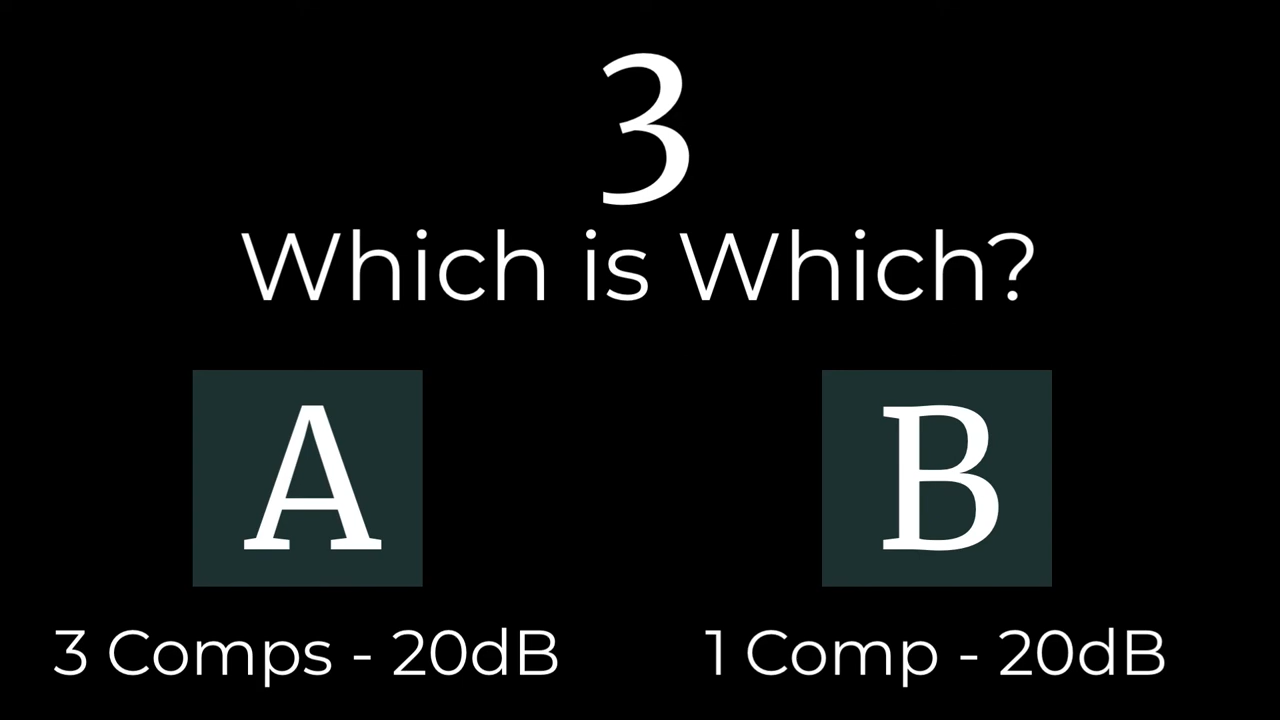 3
Which is Which?
A
B
3 Comps - 20dB
1 Comp - 20dB